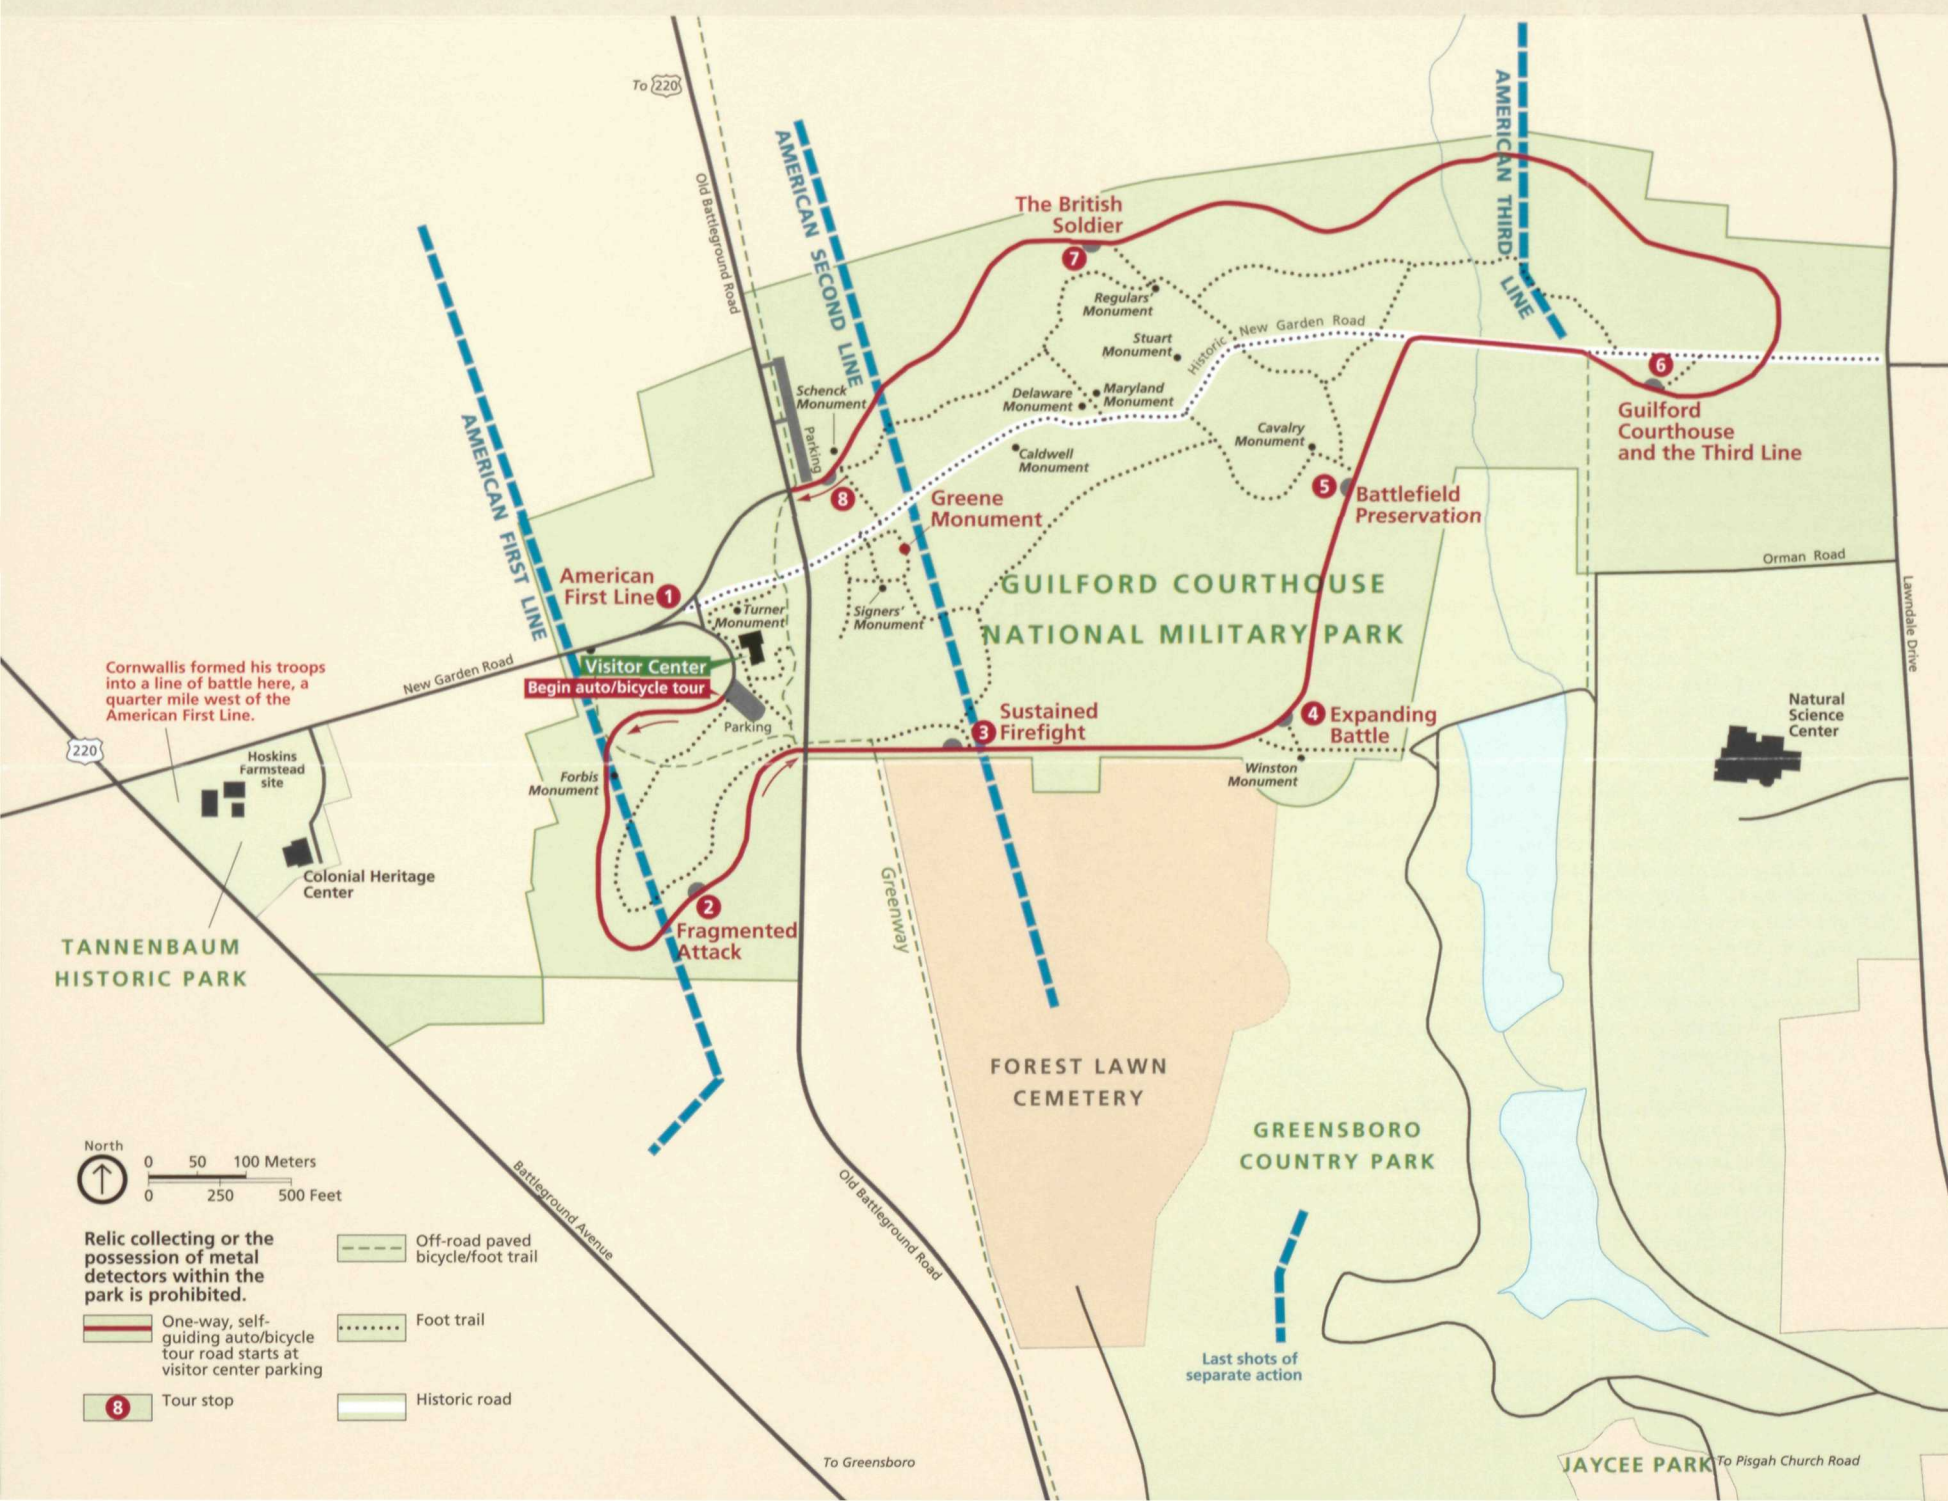 To 220
Old Battleground Road
AMERICAN SECOND LINE
AMERICAN THIRD LINE
AMERICAN FIRST LINE
The British
Soldier
7
Regulars'
Monument
Stuart
Monument
Historic New Garden Road
Schenck
Monument
Parking
Delaware
Monument
Maryland
Monument
6
Guilford
Courthouse
and the Third Line
Cavalry
Monument
Caldwell
Monument
8
Greene
Monument
5
Battlefield
Preservation
Orman Road
Lawndale Drive
American
First Line
1
Turner
Monument
Signers'
Monument
GUILFORD COURTHOUSE
NATIONAL MILITARY PARK
Visitor Center
Begin auto/bicycle tour
Parking
New Garden Road
Cornwallis formed his troops
into a line of battle here, a
quarter mile west of the
American First Line.
220
Hoskins
Farmstead
site
Forbis
Monument
3
Sustained
Firefight
4
Expanding
Battle
Winston
Monument
Natural
Science
Center
Colonial Heritage
Center
2
Fragmented
Attack
Greenway
TANNENBAUM
HISTORIC PARK
FOREST LAWN
CEMETERY
GREENSBORO
COUNTRY PARK
Battleground Avenue
Old Battleground Road
Last shots of
separate action
North
0 50 100 Meters
0 250 500 Feet
Relic collecting or the
possession of metal
detectors within the
park is prohibited.
One-way, self-
guiding auto/bicycle
tour road starts at
visitor center parking
8
Tour stop
Off-road paved
bicycle/foot trail
Foot trail
Historic road
To Greensboro
JAYCEE PARK
To Pisgah Church Road